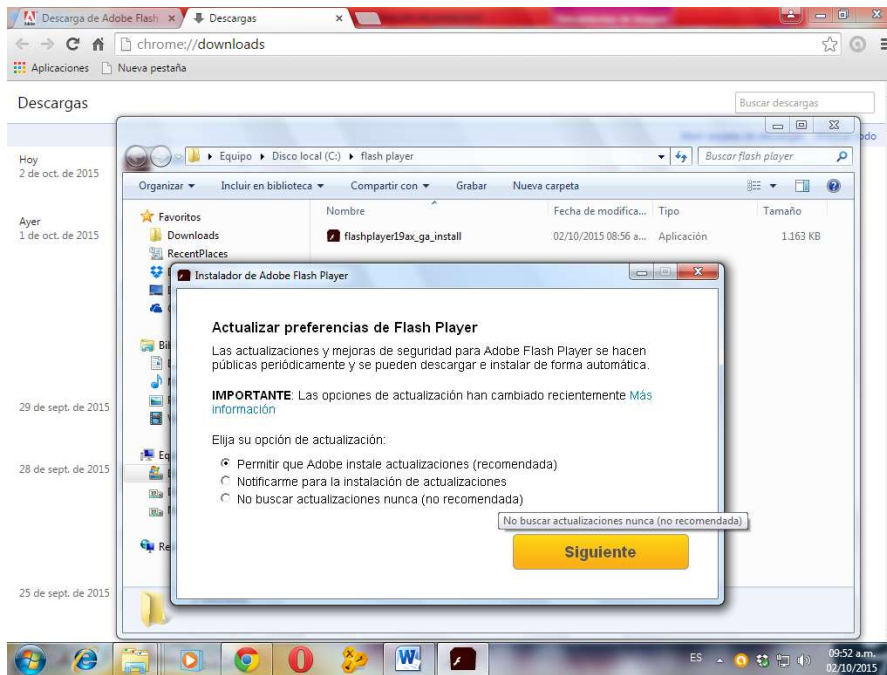 Descarga de Adobe Flash
Descargas
chrome://downloads
Aplicaciones
Nueva pestaña
Descargas
Buscar descargas
Hoy
2 de oct. de 2015
Ayer
1 de oct. de 2015
29 de sept. de 2015
28 de sept. de 2015
25 de sept. de 2015
Equipo
Disco local (C:)
flash player
Buscar flash player
Organizar
Incluir en biblioteca
Compartir con
Grabar
Nueva carpeta
Favoritos
Downloads
RecentPlaces
Nombre
Fecha de modifica...
Tipo
Tamaño
flashplayer19ax_ga_install
02/10/2015 08:56 a...
Aplicación
1.163 KB
Instalador de Adobe Flash Player
Actualizar preferencias de Flash Player
Las actualizaciones y mejoras de seguridad para Adobe Flash Player se hacen
públicas periódicamente y se pueden descargar e instalar de forma automática.
IMPORTANTE: Las opciones de actualización han cambiado recientemente Más
información
Elija su opción de actualización:
Permitir que Adobe instale actualizaciones (recomendada)
Notificarme para la instalación de actualizaciones
No buscar actualizaciones nunca (no recomendada)
No buscar actualizaciones nunca (no recomendada)
Siguiente
ES
09:52 a.m.
02/10/2015